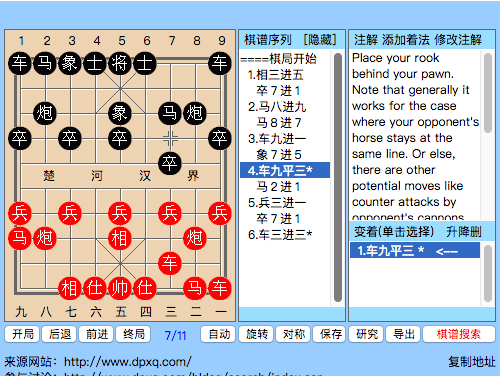 1 2 3 4 5 6 7 8 9
车 马 象 士 将 士 车
炮 象 马 炮
卒 卒 卒 卒
卒
楚 河 汉 界
兵 兵 兵 兵 兵
马 炮 相 炮
车
相 仕 帅 仕 马 车
九 八 七 六 五 四 三 二 一
棋谱序列 [隐藏]
====棋局开始
1.相三进五
卒７进１
2.马八进九
马８进７
3.车九进一
象７进５
4.车九平三*
马２进１
5.兵三进一
卒７进１
6.车三进三*
注解 添加着法 修改注解
Place your rook
behind your pawn.
Note that generally it
works for the case
where your opponent's
horse stays at the
same line. Or else,
there are other
potential moves like
counter attacks by
opponent's cannons
变着(单击选择) 升降删
1.车九平三 * <--
开局 后退 前进 终局 7/11 自动 旋转 对称 保存 研究 导出 棋谱搜索
来源网站：http://www.dpxq.com/ 复制地址